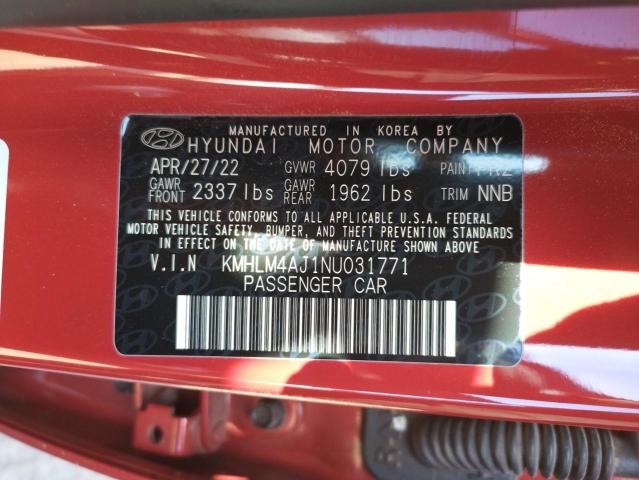 MANUFACTURED IN KOREA BY
HYUNDAI MOTOR COMPANY
APR/27/22 GVWR 4079 lbs PAINT PR2
GAWR FRONT 2337 lbs GAWR REAR 1962 lbs TRIM NNB
THIS VEHICLE CONFORMS TO ALL APPLICABLE U.S.A. FEDERAL
MOTOR VEHICLE SAFETY, BUMPER, AND THEFT PREVENTION STANDARDS
IN EFFECT ON THE DATE OF MANUFACTURE SHOWN ABOVE.
V.I.N KMHLM4AJ1NU031771
PASSENGER CAR